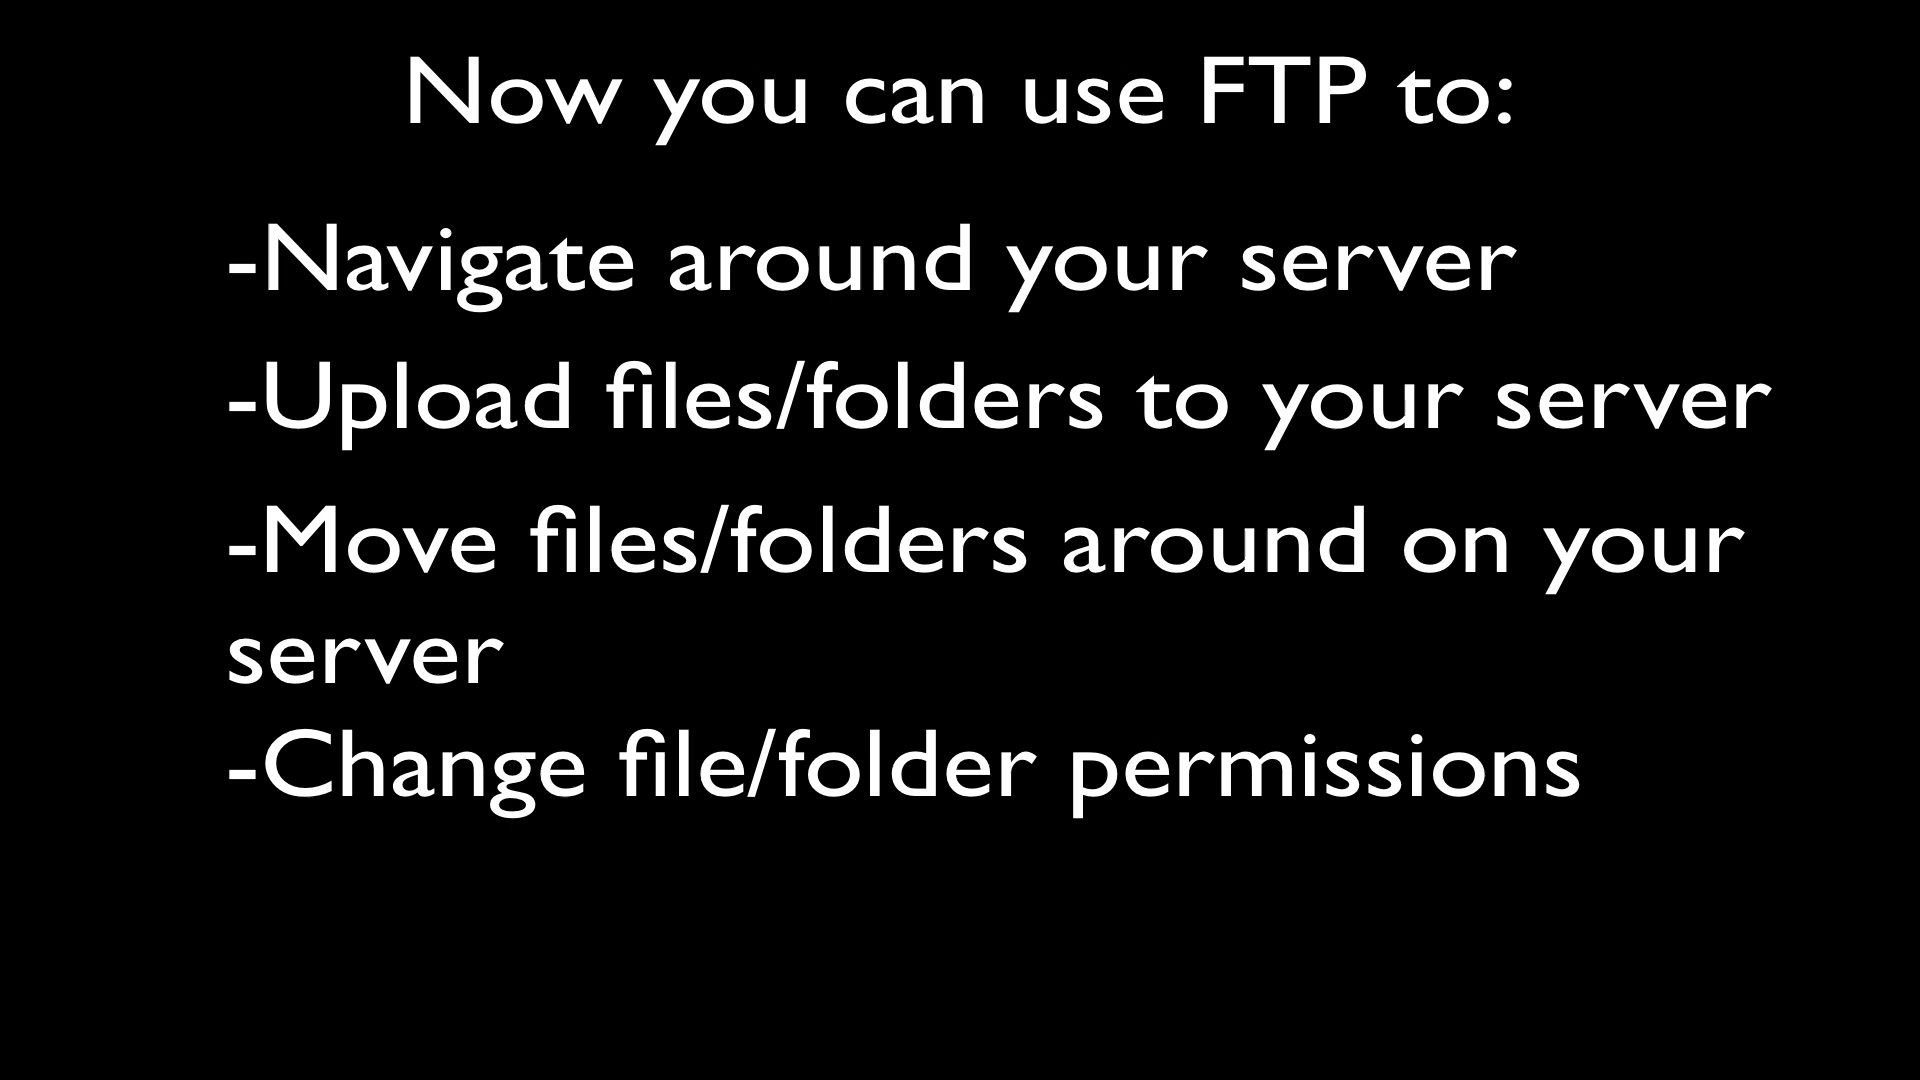 Now you can use FTP to:
-Navigate around your server
-Upload files/folders to your server
-Move files/folders around on your
server
-Change file/folder permissions